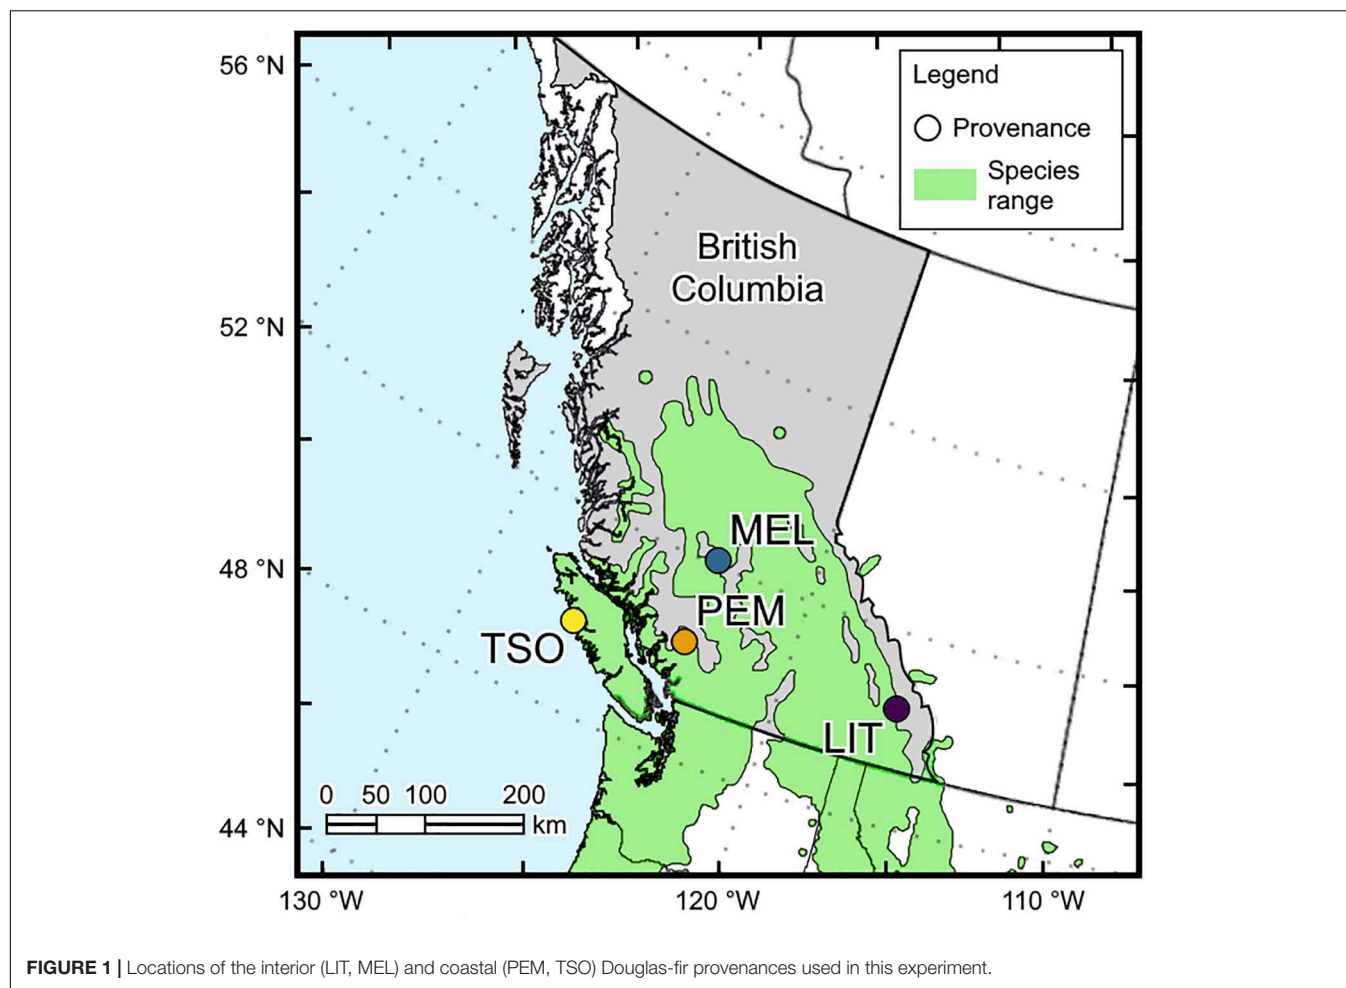 56 °N
52 °N
48 °N
44 °N
Legend
Provenance
Species
range
British
Columbia
MEL
PEM
TSO
LIT
0 50 100 200
km
130 °W 120 °W 110 °W
FIGURE 1 | Locations of the interior (LIT, MEL) and coastal (PEM, TSO) Douglas-fir provenances used in this experiment.